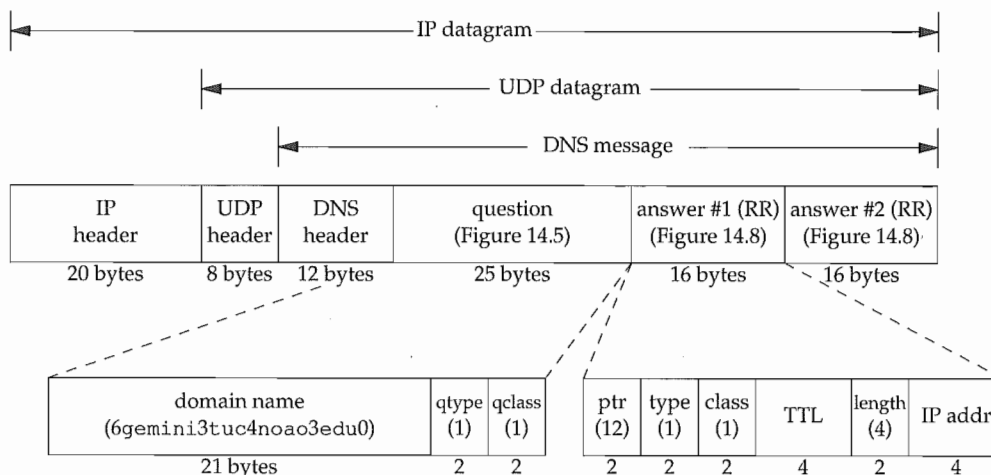 IP datagram
UDP datagram
DNS message
IP
header
UDP
header
DNS
header
question
(Figure 14.5)
answer #1 (RR)
(Figure 14.8)
answer #2 (RR)
(Figure 14.8)
20 bytes
8 bytes
12 bytes
25 bytes
16 bytes
16 bytes
domain name
(6gemini3tuc4noao3edu0)
qtype
(1)
qclass
(1)
ptr
(12)
type
(1)
class
(1)
TTL
length
(4)
IP addr
21 bytes
2
2
2
2
2
4
2
4